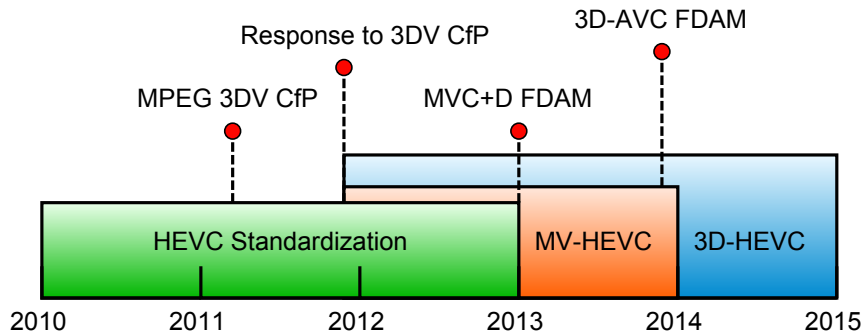 3D-AVC FDAM
Response to 3DV CfP
MPEG 3DV CfP
MVC+D FDAM
HEVC Standardization
MV-HEVC
3D-HEVC
2010
2011
2012
2013
2014
2015